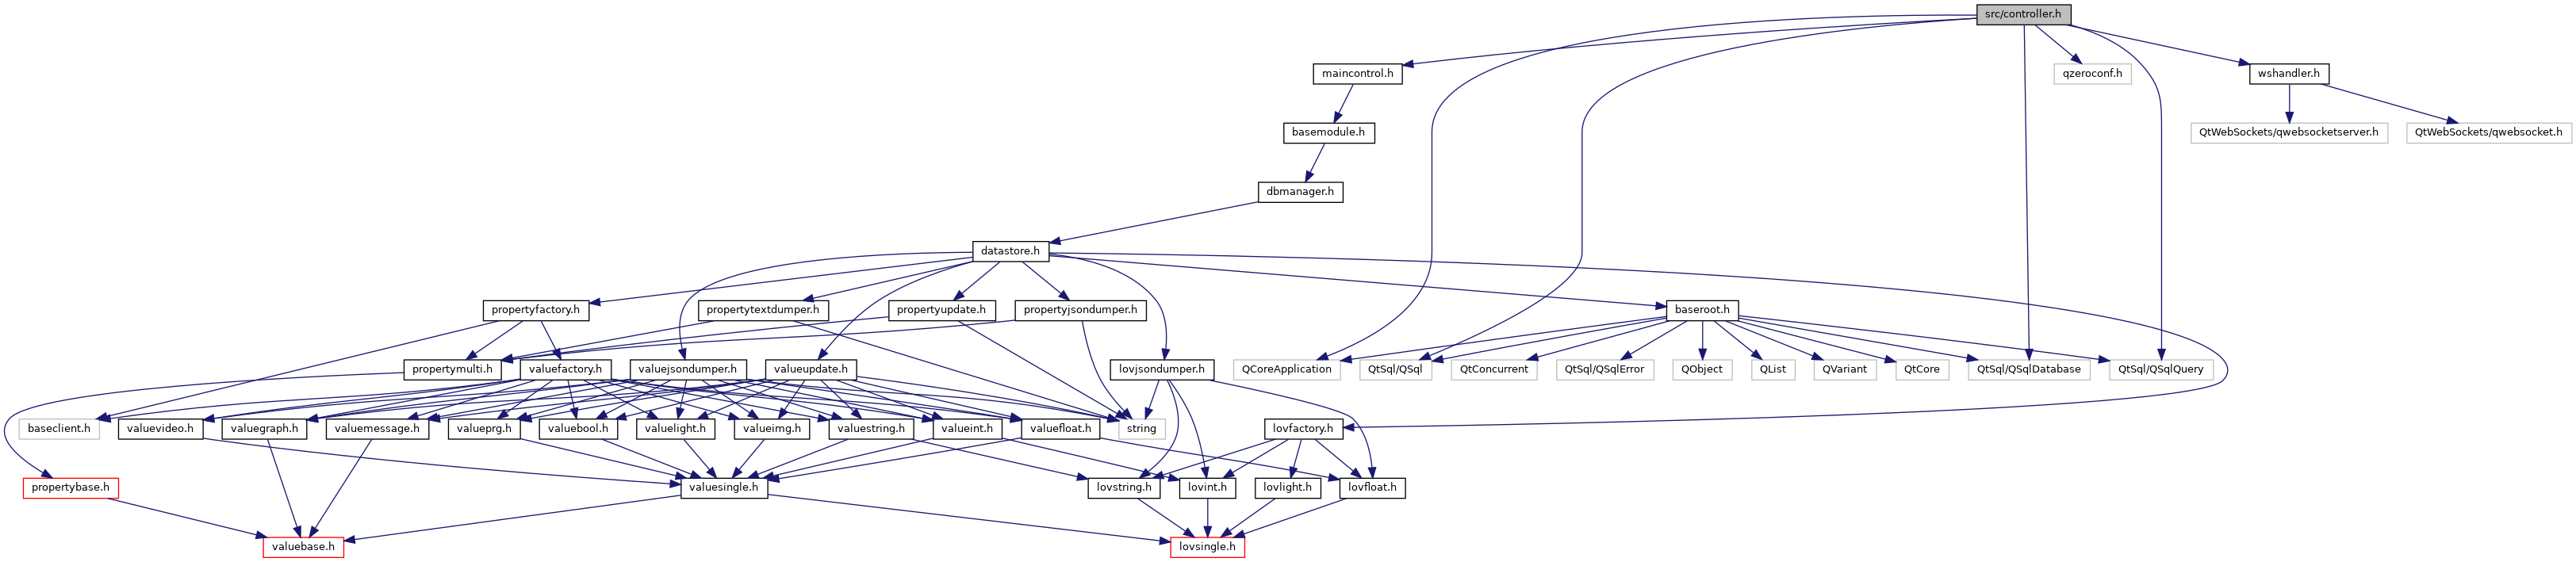 src/controller.h
maincontrol.h
qzeroconf.h
wshandler.h
basemodule.h
QtWebSockets/qwebsocketserver.h
QtWebSockets/qwebsocket.h
dbmanager.h
datastore.h
propertyfactory.h
propertytextdumper.h
propertyupdate.h
propertyjsondumper.h
baseroot.h
propertymulti.h
valuefactory.h
valuejsondumper.h
valueupdate.h
lovjsondumper.h
QCoreApplication
QtSql/QSql
QtConcurrent
QtSql/QSqlError
QObject
QList
QVariant
QtCore
QtSql/QSqlDatabase
QtSql/QSqlQuery
baseclient.h
valuevideo.h
valuegraph.h
valuemessage.h
valueprg.h
valuebool.h
valuelight.h
valueimg.h
valuestring.h
valueint.h
valuefloat.h
string
lovfactory.h
propertybase.h
valuesingle.h
lovstring.h
lovint.h
lovlight.h
lovfloat.h
valuebase.h
lovsingle.h